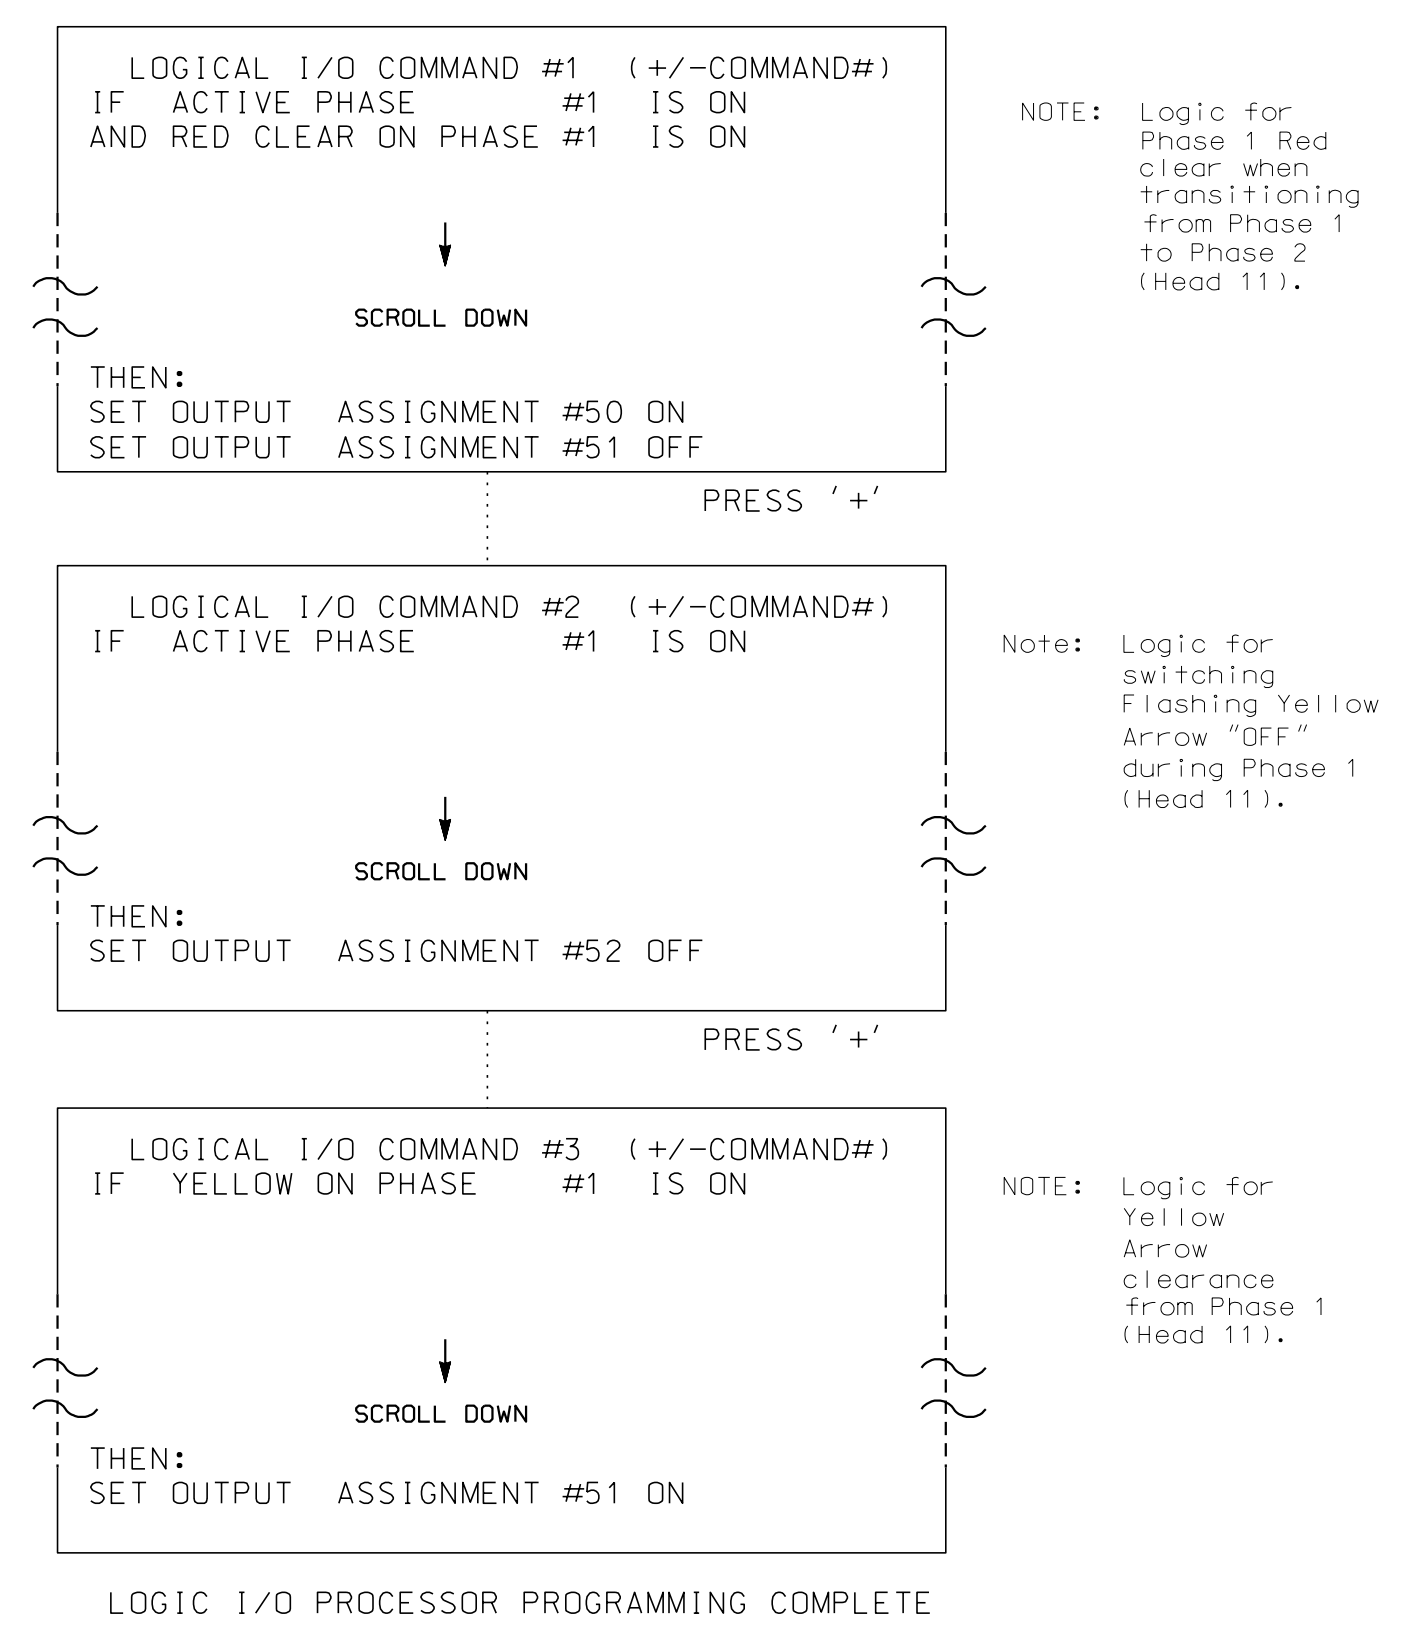 LOGICAL I/O COMMAND #1 (+/-COMMAND#)
IF ACTIVE PHASE #1 IS ON
AND RED CLEAR ON PHASE #1 IS ON
SCROLL DOWN
THEN:
SET OUTPUT ASSIGNMENT #50 ON
SET OUTPUT ASSIGNMENT #51 OFF
NOTE: Logic for
Phase 1 Red
clear when
transitioning
from Phase 1
to Phase 2
(Head 11).
PRESS '+'
LOGICAL I/O COMMAND #2 (+/-COMMAND#)
IF ACTIVE PHASE #1 IS ON
SCROLL DOWN
THEN:
SET OUTPUT ASSIGNMENT #52 OFF
Note: Logic for
switching
Flashing Yellow
Arrow "OFF"
during Phase 1
(Head 11).
PRESS '+'
LOGICAL I/O COMMAND #3 (+/-COMMAND#)
IF YELLOW ON PHASE #1 IS ON
SCROLL DOWN
THEN:
SET OUTPUT ASSIGNMENT #51 ON
NOTE: Logic for
Yellow
Arrow
clearance
from Phase 1
(Head 11).
LOGIC I/O PROCESSOR PROGRAMMING COMPLETE